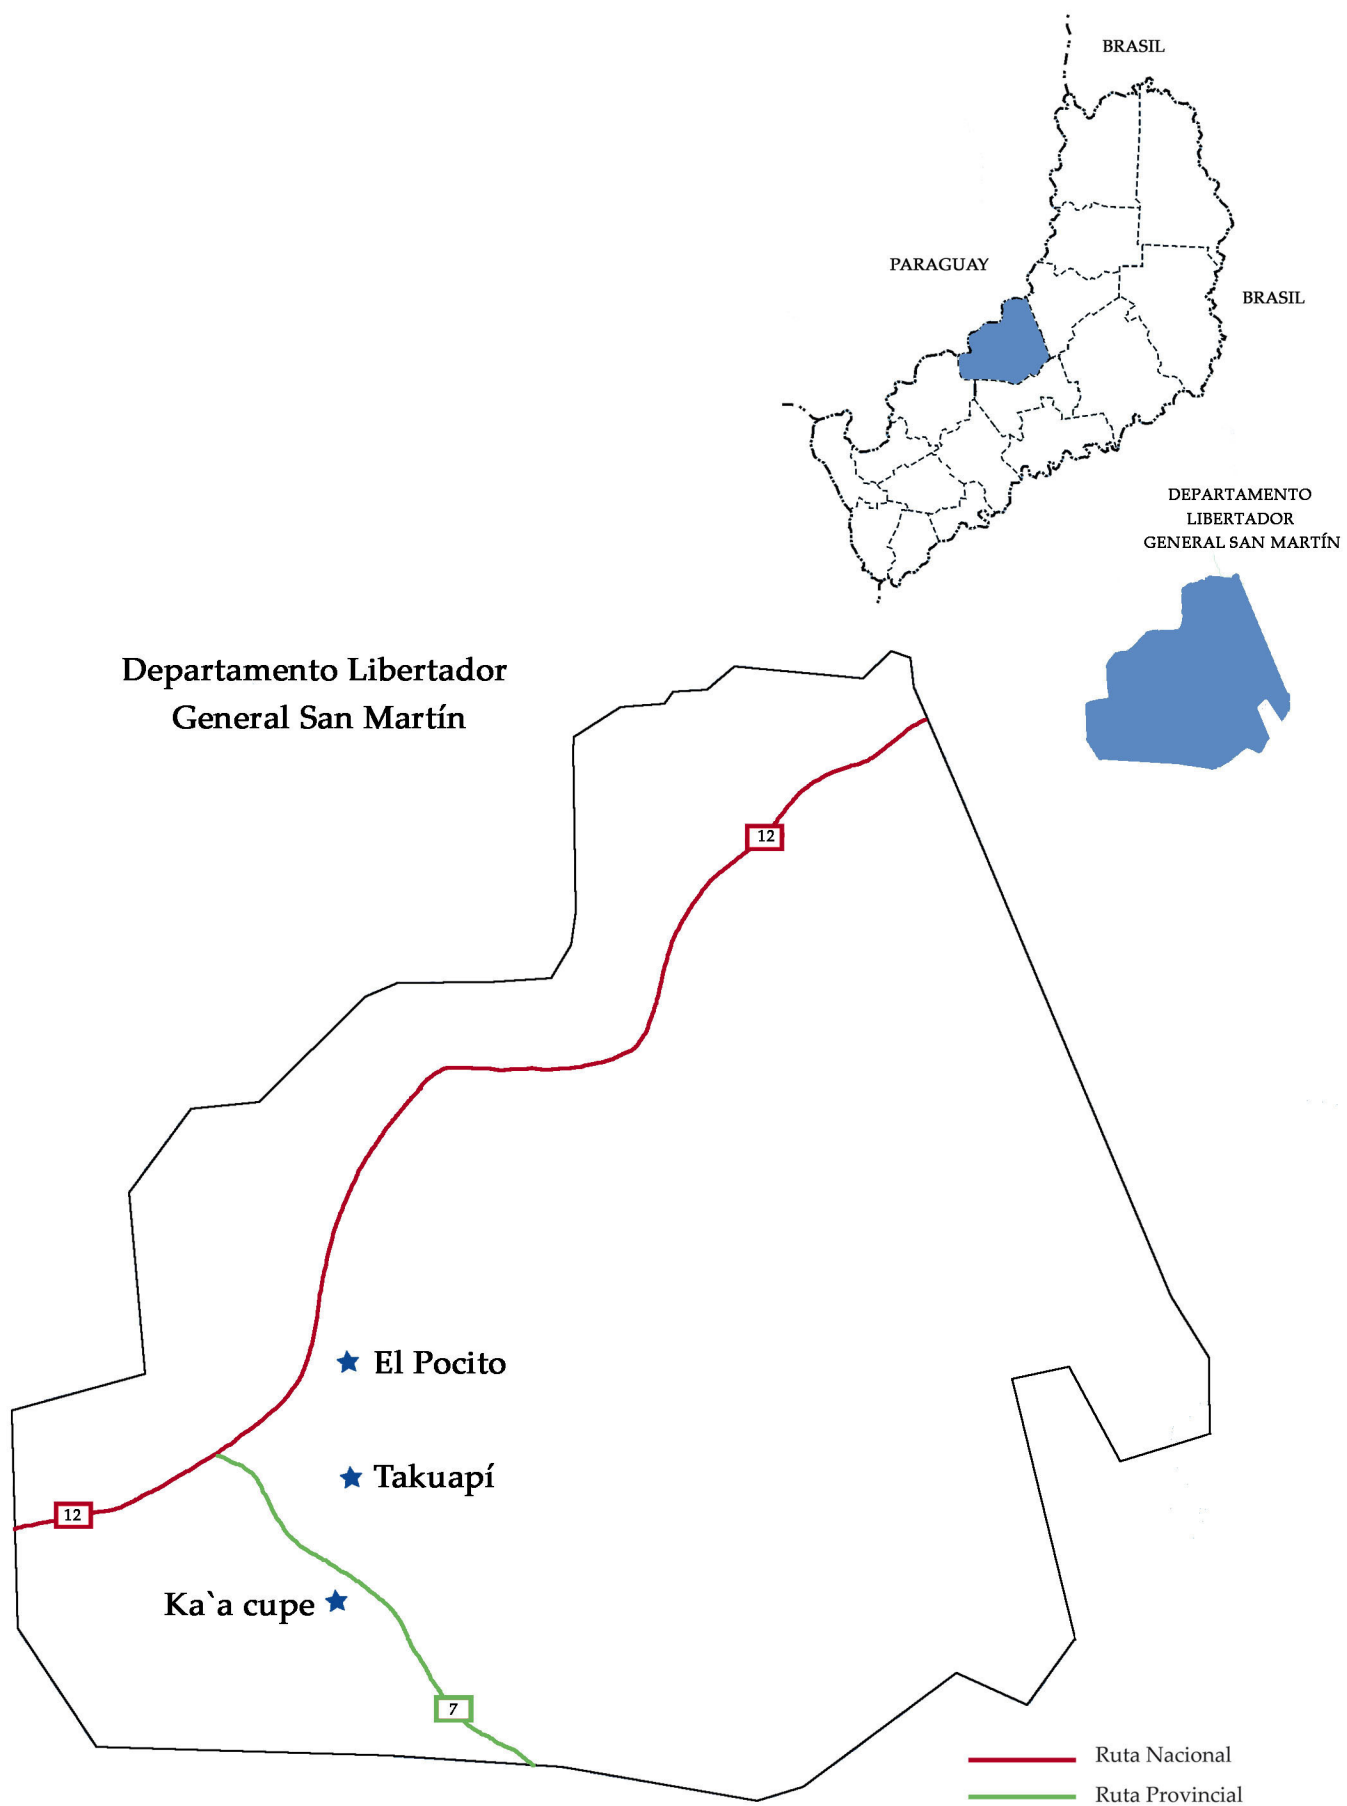 BRASIL
PARAGUAY
BRASIL
DEPARTAMENTO
LIBERTADOR
GENERAL SAN MARTÍN
Departamento Libertador
General San Martín
12
El Pocito
Takuapí
12
Ka`a cupe
7
Ruta Nacional
Ruta Provincial